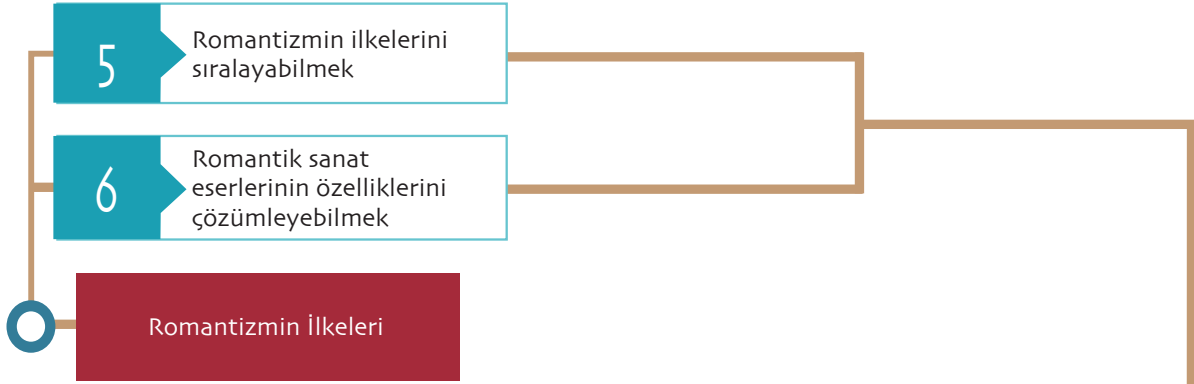 5
Romantizmin ilkelerini
sıralayabilmek
6
Romantik sanat
eserlerinin özelliklerini
çözümleyebilmek
Romantizmin İlkeleri